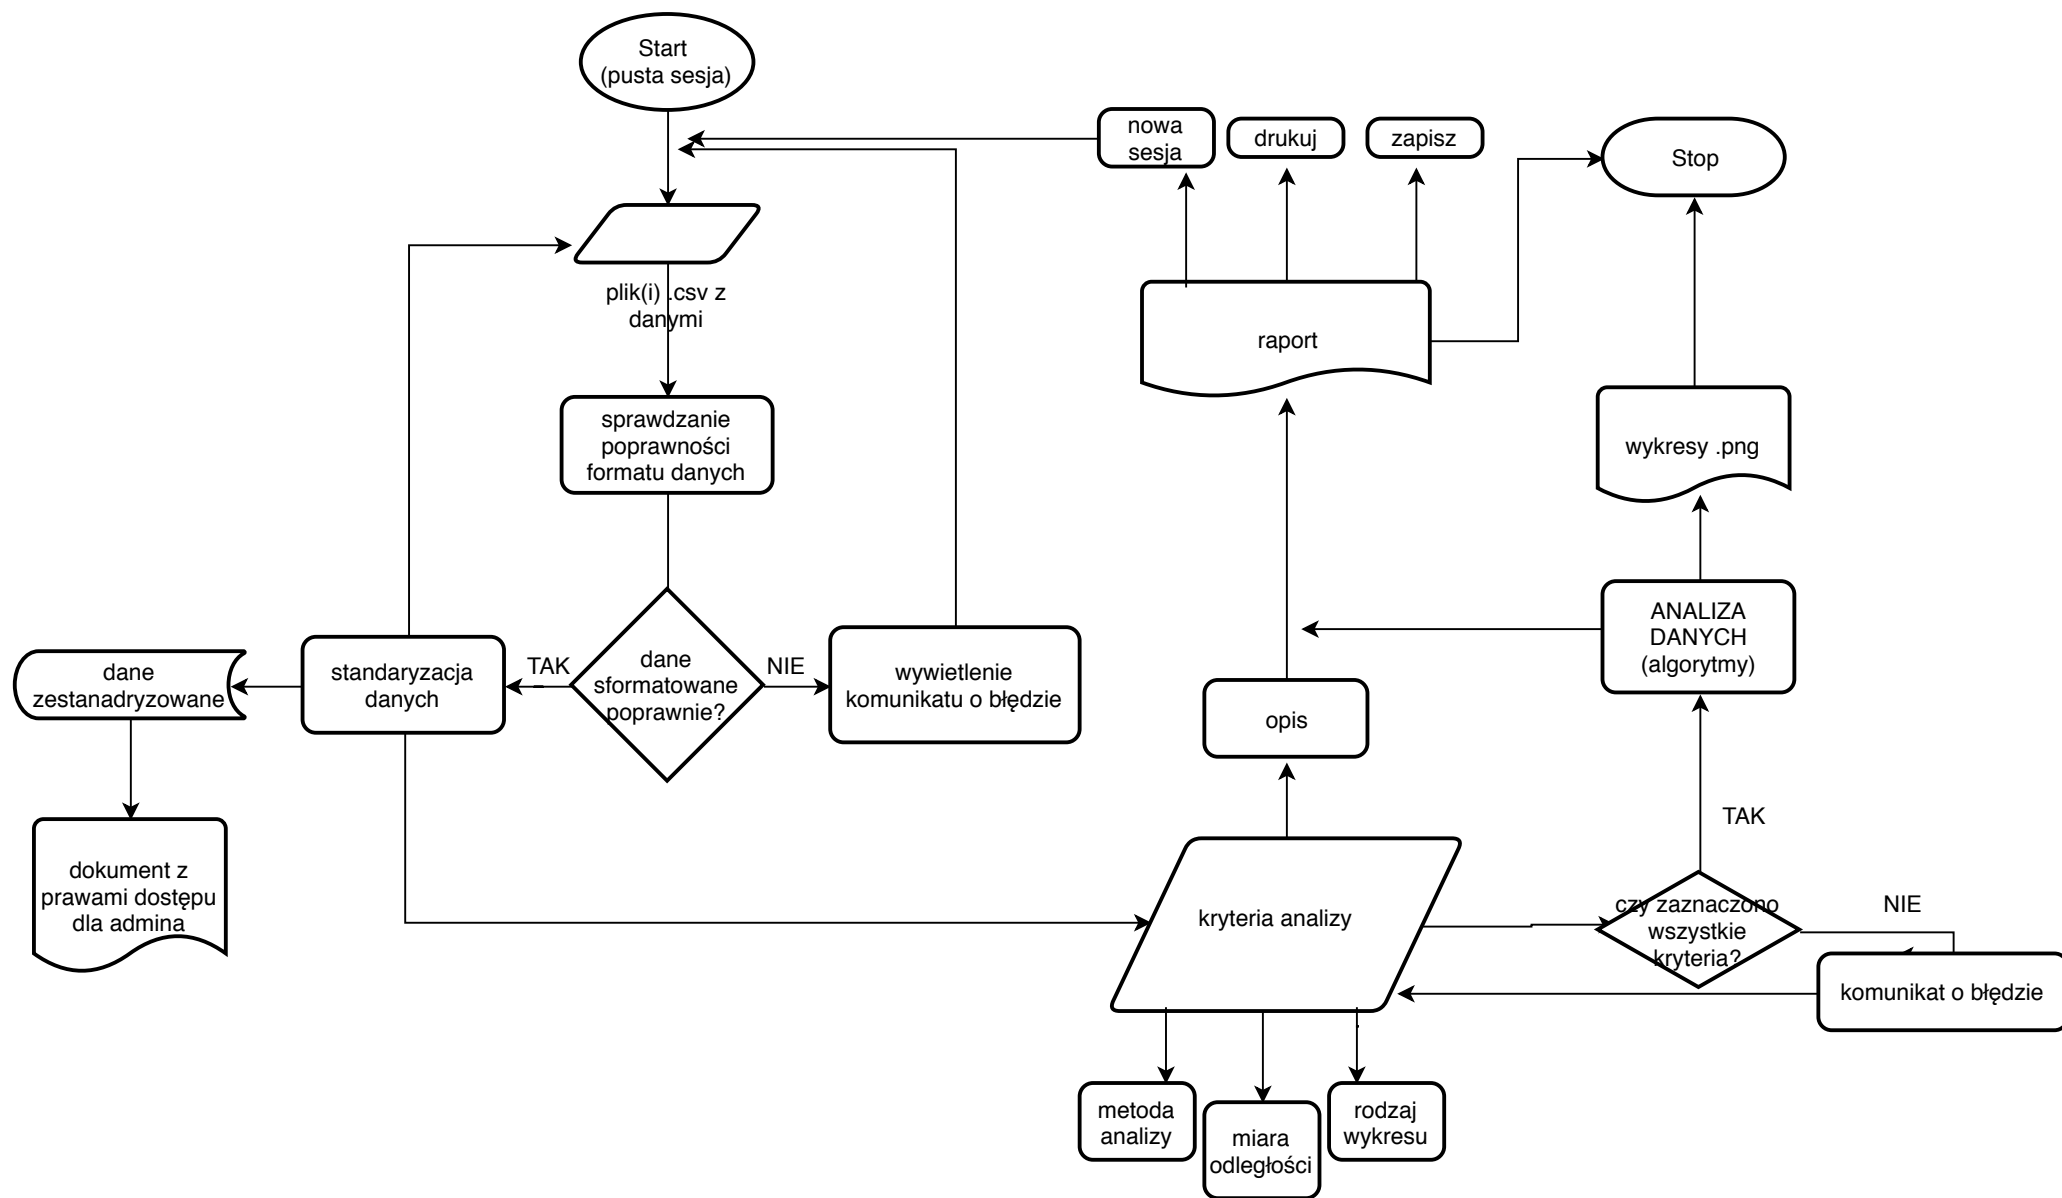 Start
(pusta sesja)
nowa
sesja
drukuj
zapisz
Stop
plik(i) .csv z
danymi
raport
sprawdzanie
poprawności
formatu danych
wykresy .png
ANALIZA
DANYCH
(algorytmy)
dane
zestanadryzowane
standaryzacja
danych
TAK
dane
sformatowane
poprawnie?
NIE
wywietlenie
komunikatu o błędzie
opis
TAK
dokument z
prawami dostępu
dla admina
kryteria analizy
czy zaznaczono
wszystkie
kryteria?
NIE
komunikat o błędzie
metoda
analizy
miara
odległości
rodzaj
wykresu